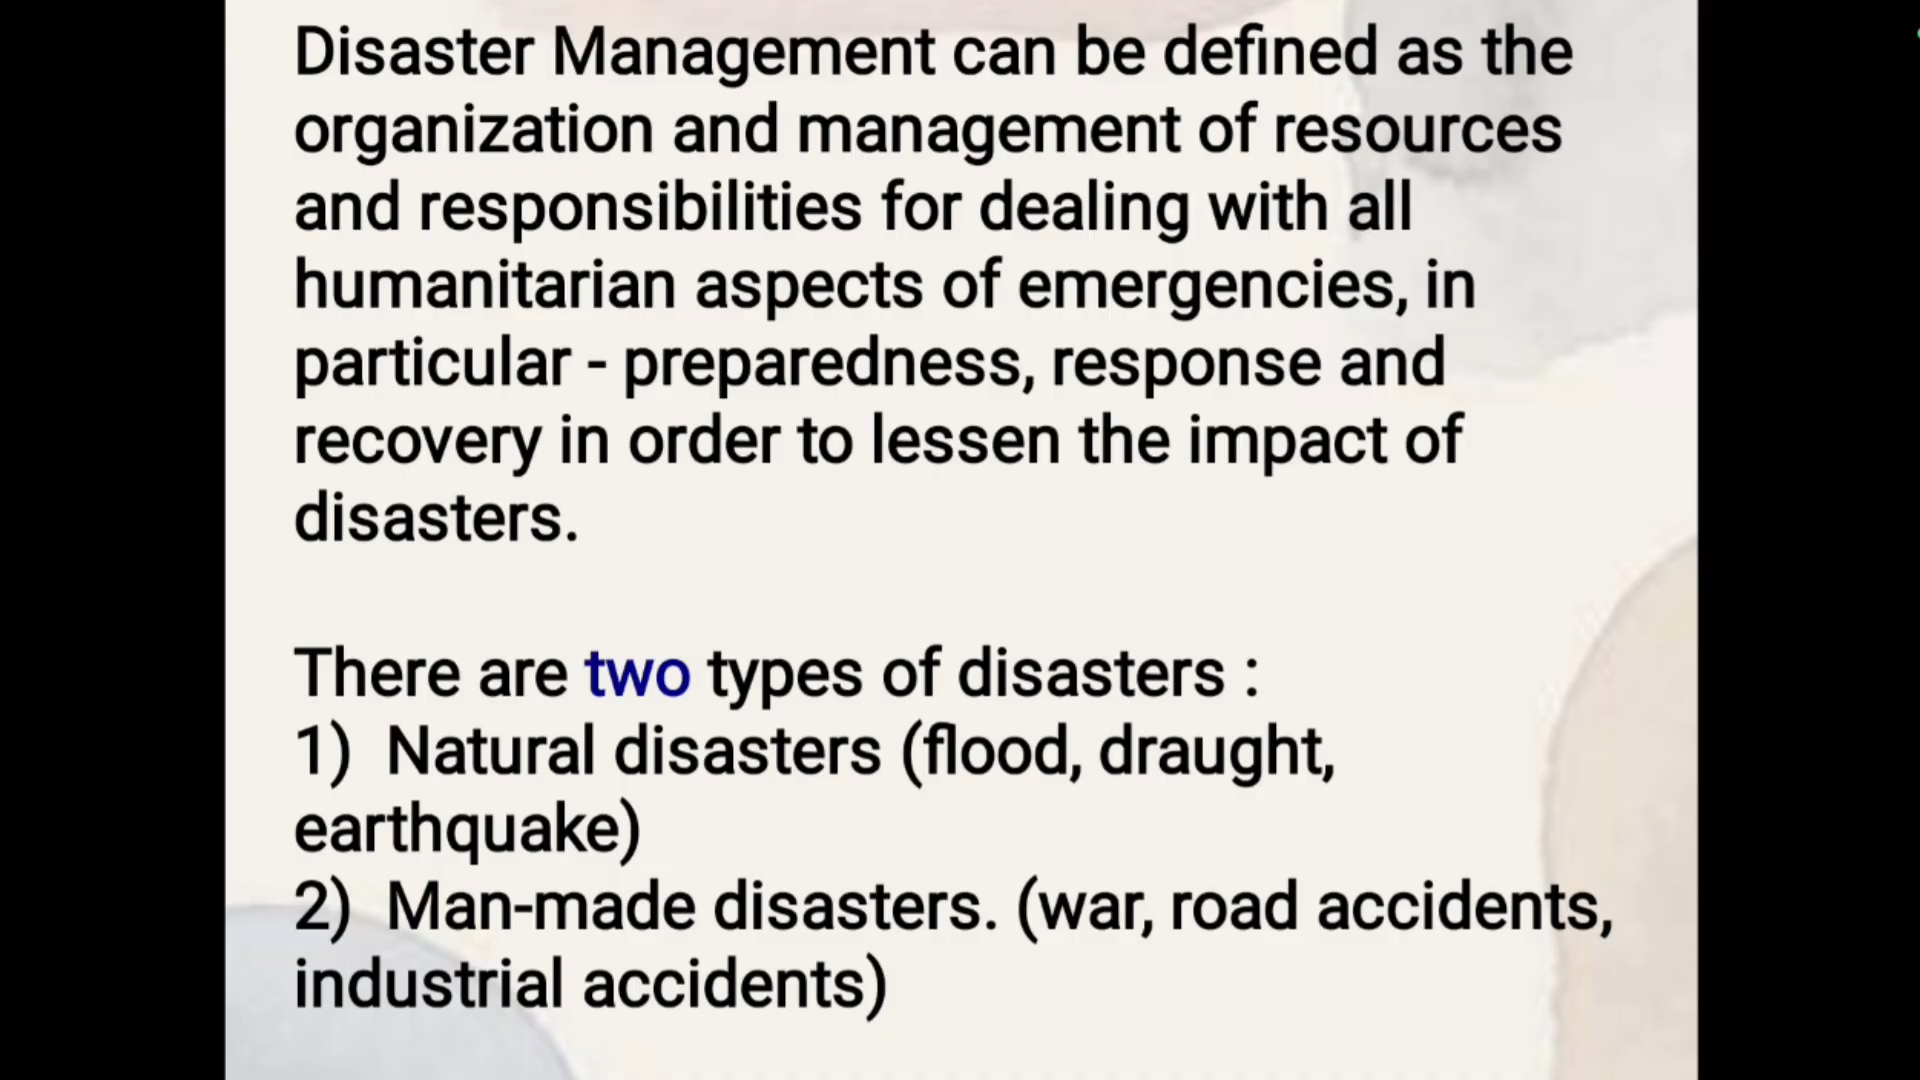 Disaster Management can be defined as the
organization and management of resources
and responsibilities for dealing with all
humanitarian aspects of emergencies, in
particular - preparedness, response and
recovery in order to lessen the impact of
disasters.
There are two types of disasters :
1)  Natural disasters (flood, draught,
earthquake)
2)  Man-made disasters. (war, road accidents,
industrial accidents)